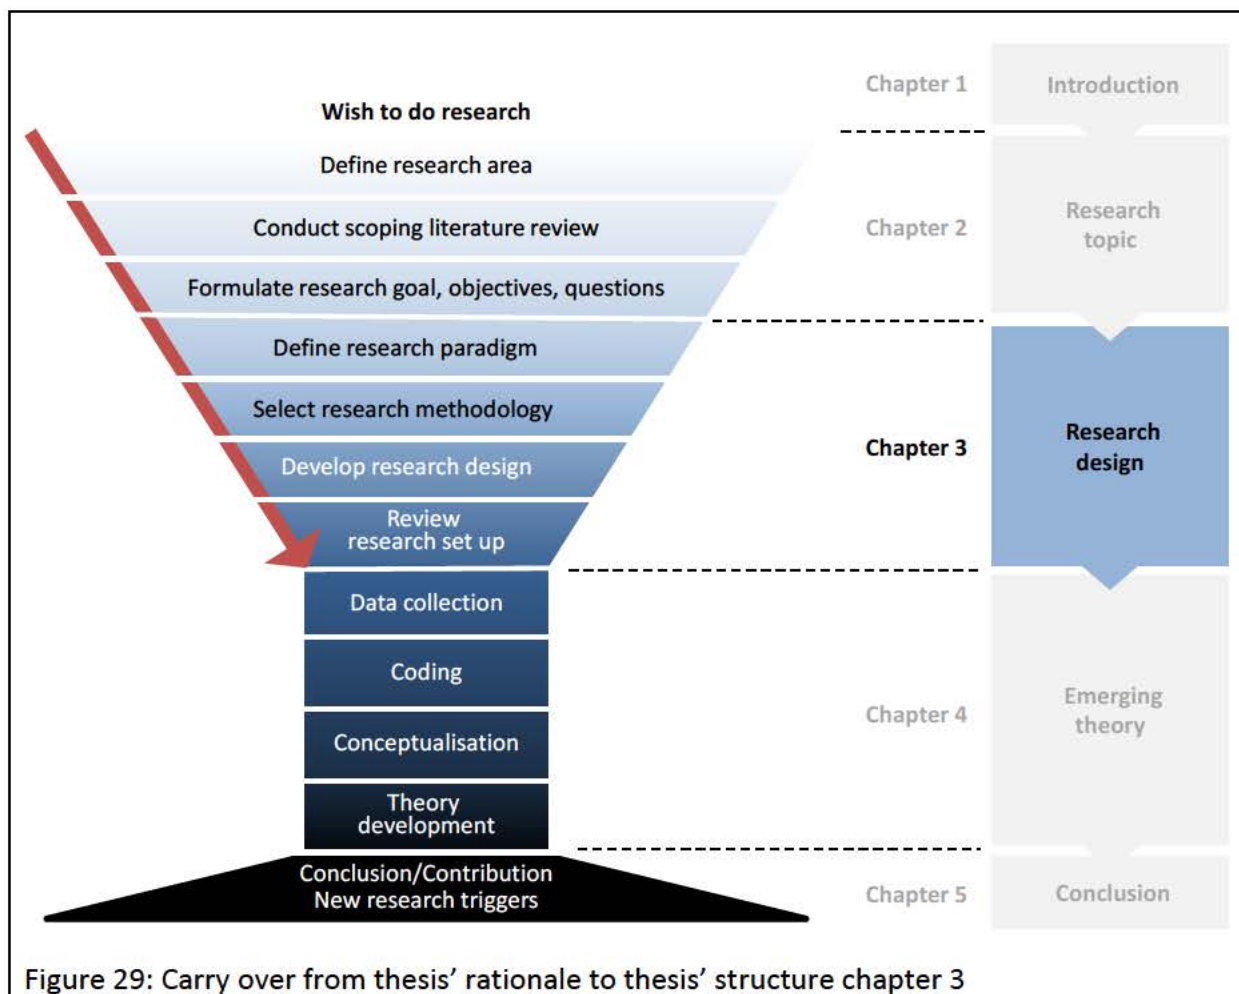 Wish to do research
Define research area
Conduct scoping literature review
Formulate research goal, objectives, questions
Define research paradigm
Select research methodology
Develop research design
Review
research set up
Data collection
Coding
Conceptualisation
Theory
development
Conclusion/Contribution
New research triggers
Chapter 1
Introduction
Chapter 2
Research
topic
Chapter 3
Research
design
Chapter 4
Emerging
theory
Chapter 5
Conclusion
Figure 29: Carry over from thesis’ rationale to thesis’ structure chapter 3